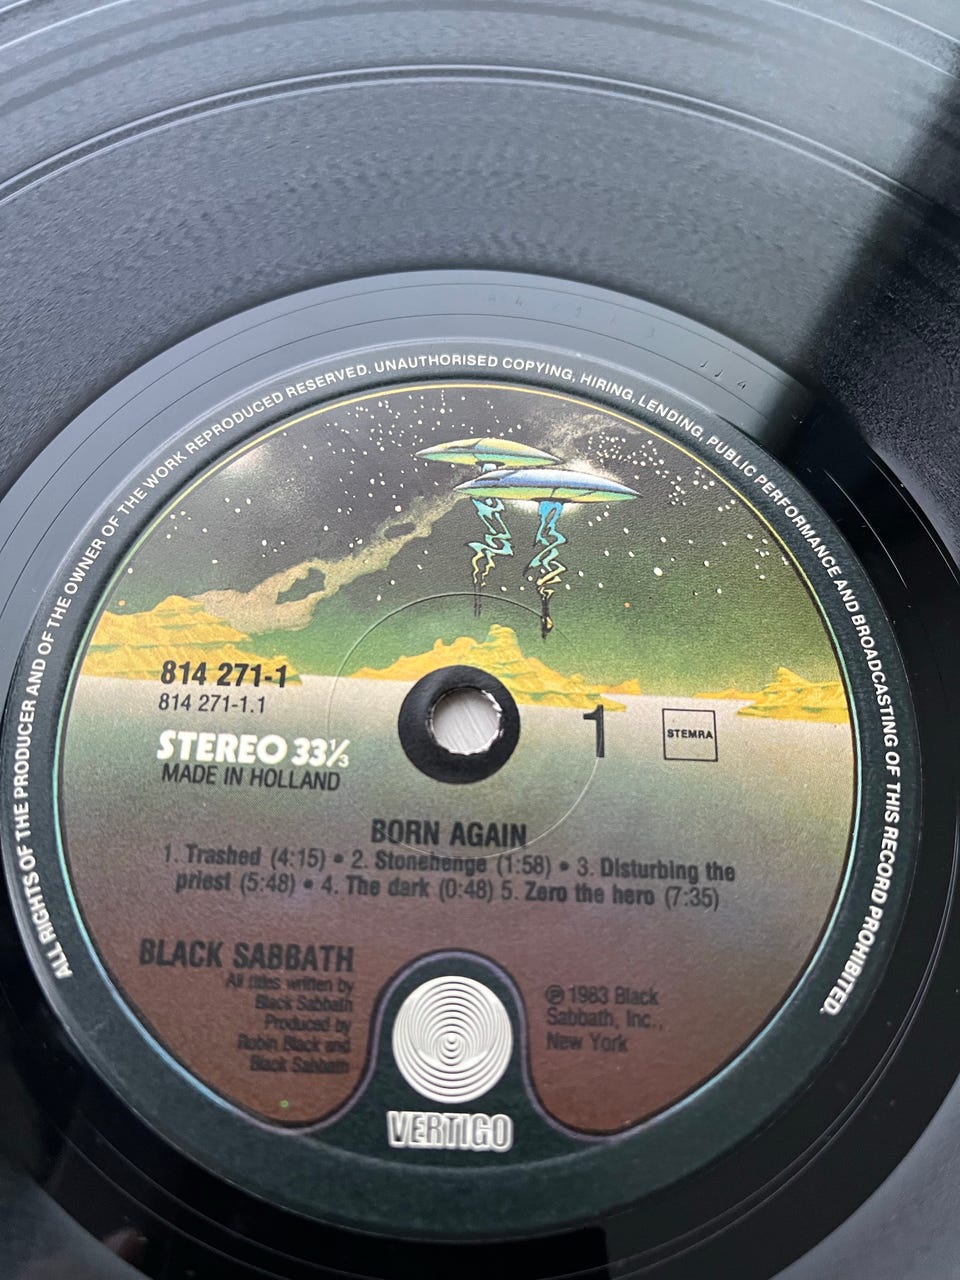 ALL RIGHTS OF THE PRODUCER AND OF THE OWNER OF THE WORK REPRODUCED RESERVED. UNAUTHORISED COPYING, HIRING, LENDING, PUBLIC PERFORMANCE AND BROADCASTING OF THIS RECORD PROHIBITED.
814 271-1
814 271-1.1
STEREO 33⅓
MADE IN HOLLAND
1
STEMRA
BORN AGAIN
1. Trashed (4:15) • 2. Stonehenge (1:58) • 3. Disturbing the
priest (5:48) • 4. The dark (0:48) 5. Zero the hero (7:35)
BLACK SABBATH
All titles written by
Black Sabbath
Produced by
Robin Black and
Black Sabbath
℗ 1983 Black
Sabbath, Inc.,
New York
VERTIGO